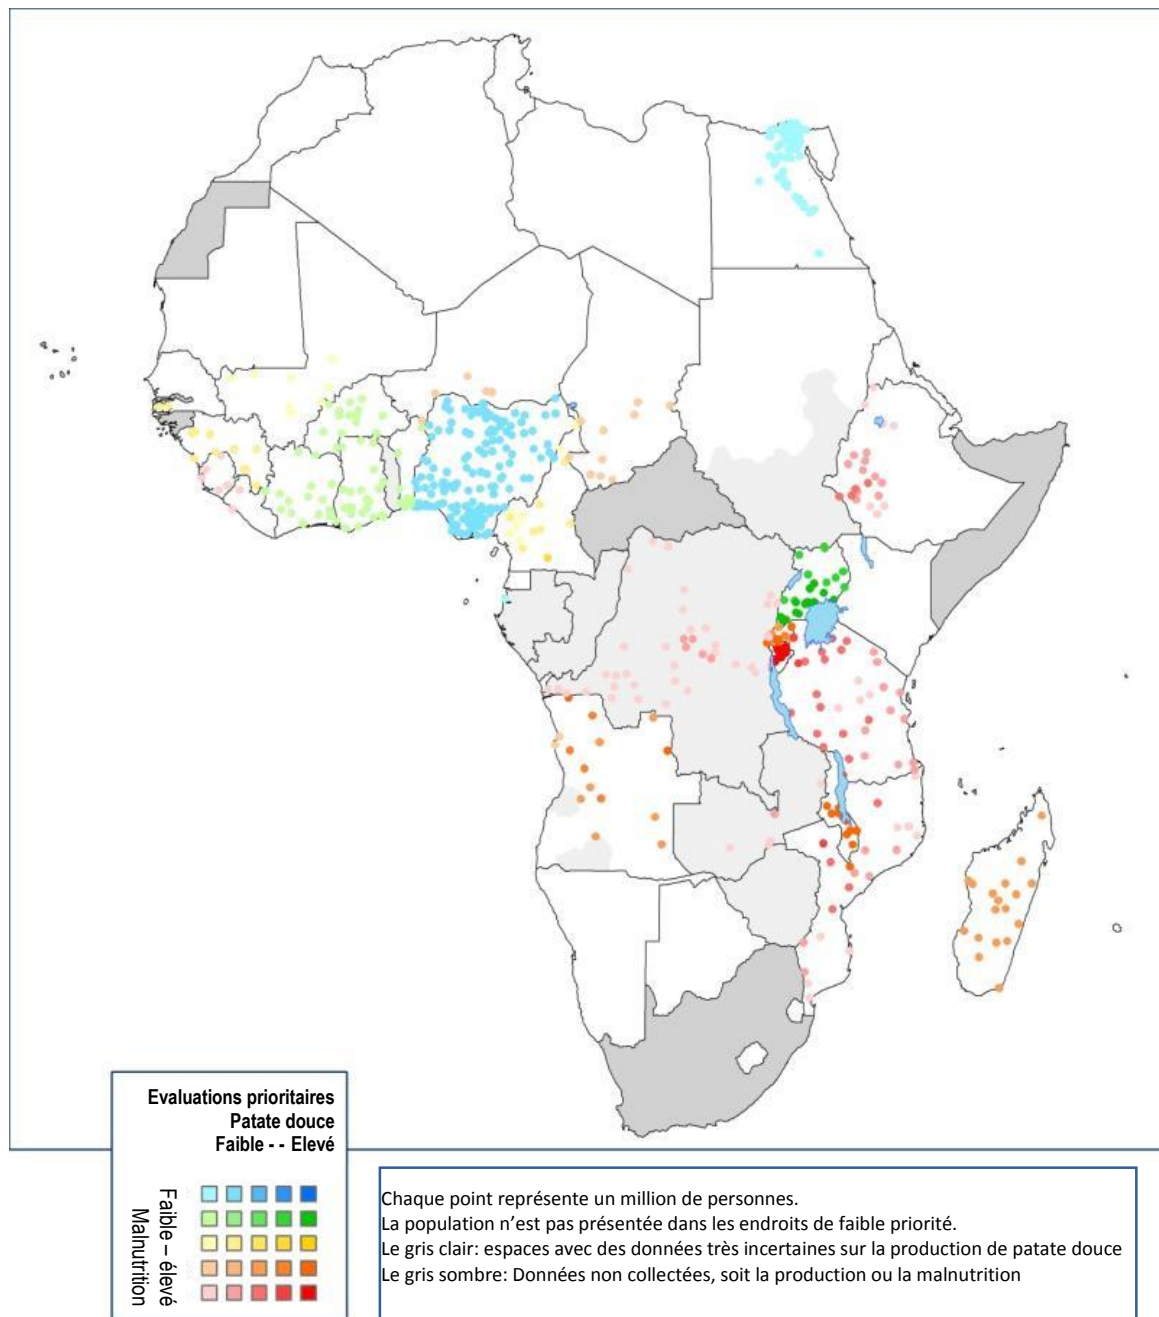 Evaluations prioritaires
Patate douce
Faible - - Elevé
Faible – élevé
Malnutrition
Chaque point représente un million de personnes.
La population n'est pas présentée dans les endroits de faible priorité.
Le gris clair: espaces avec des données très incertaines sur la production de patate douce
Le gris sombre: Données non collectées, soit la production ou la malnutrition